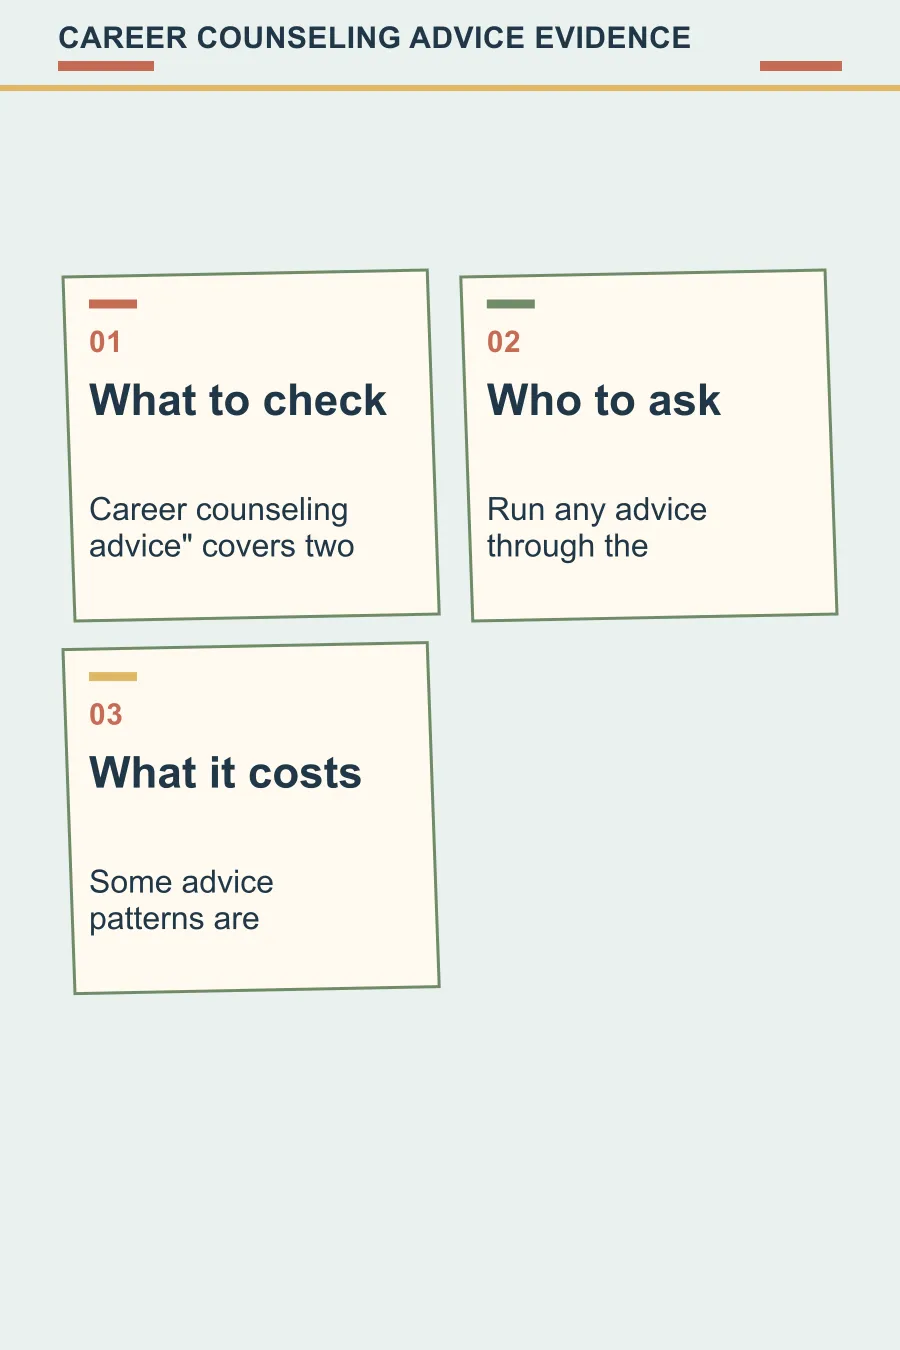 CAREER COUNSELING ADVICE EVIDENCE
01
What to check
Career counseling
advice" covers two
02
Who to ask
Run any advice
through the
03
What it costs
Some advice
patterns are